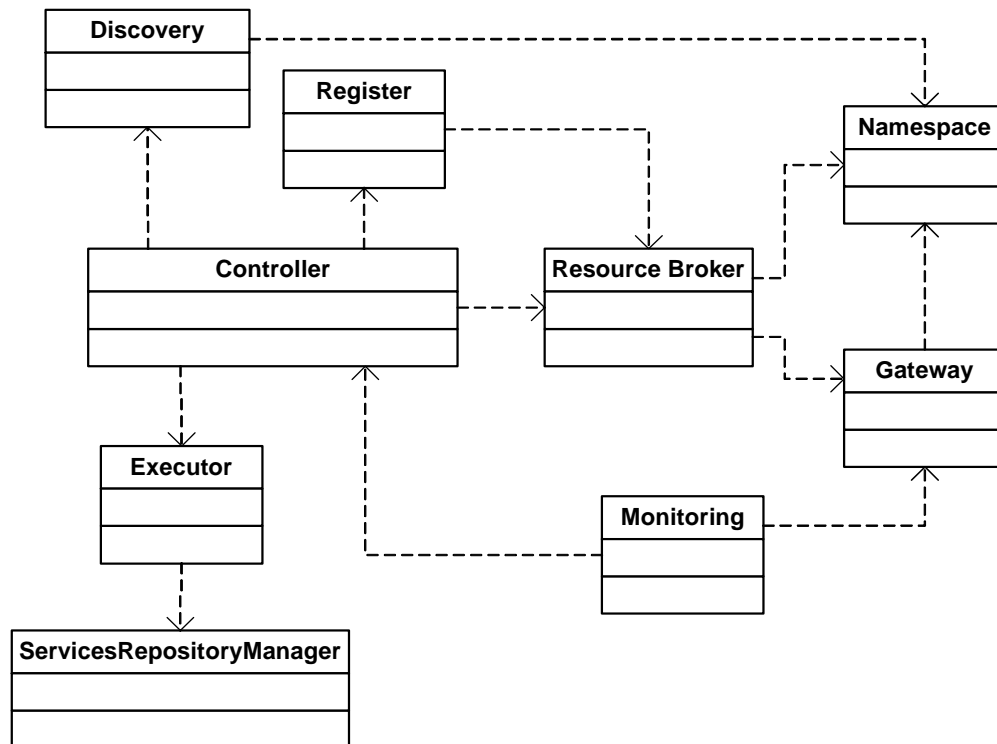 Discovery
Register
Namespace
Controller
Resource Broker
Gateway
Executor
Monitoring
ServicesRepositoryManager